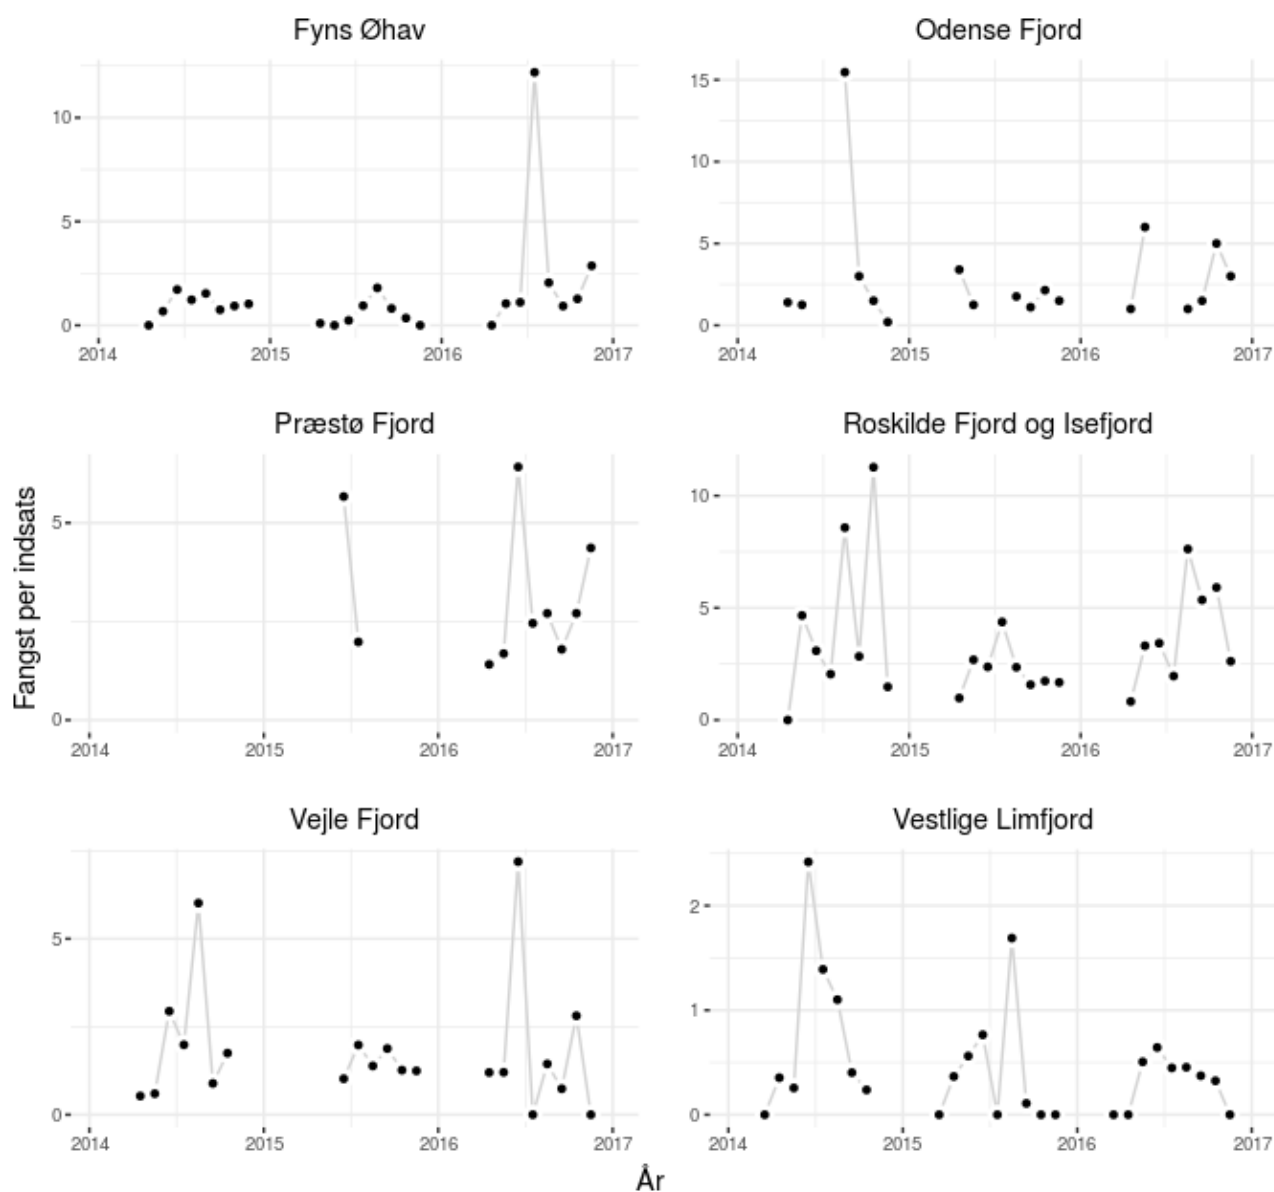 Fyns Øhav
Odense Fjord
10
5
0
2014 2015 2016 2017
15
10
5
0
2014 2015 2016 2017
Præstø Fjord
Roskilde Fjord og Isefjord
Fangst per indsats
5
0
2014 2015 2016 2017
10
5
0
2014 2015 2016 2017
Vejle Fjord
Vestlige Limfjord
5
0
2014 2015 2016 2017
2
1
0
2014 2015 2016 2017
År